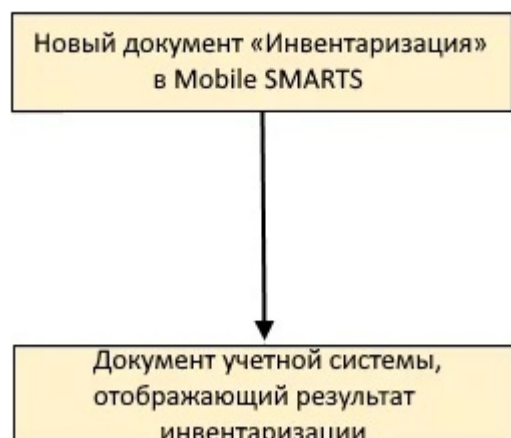 Новый документ «Инвентаризация»
в Mobile SMARTS
Документ учетной системы,
отображающий результат
инвентаризации